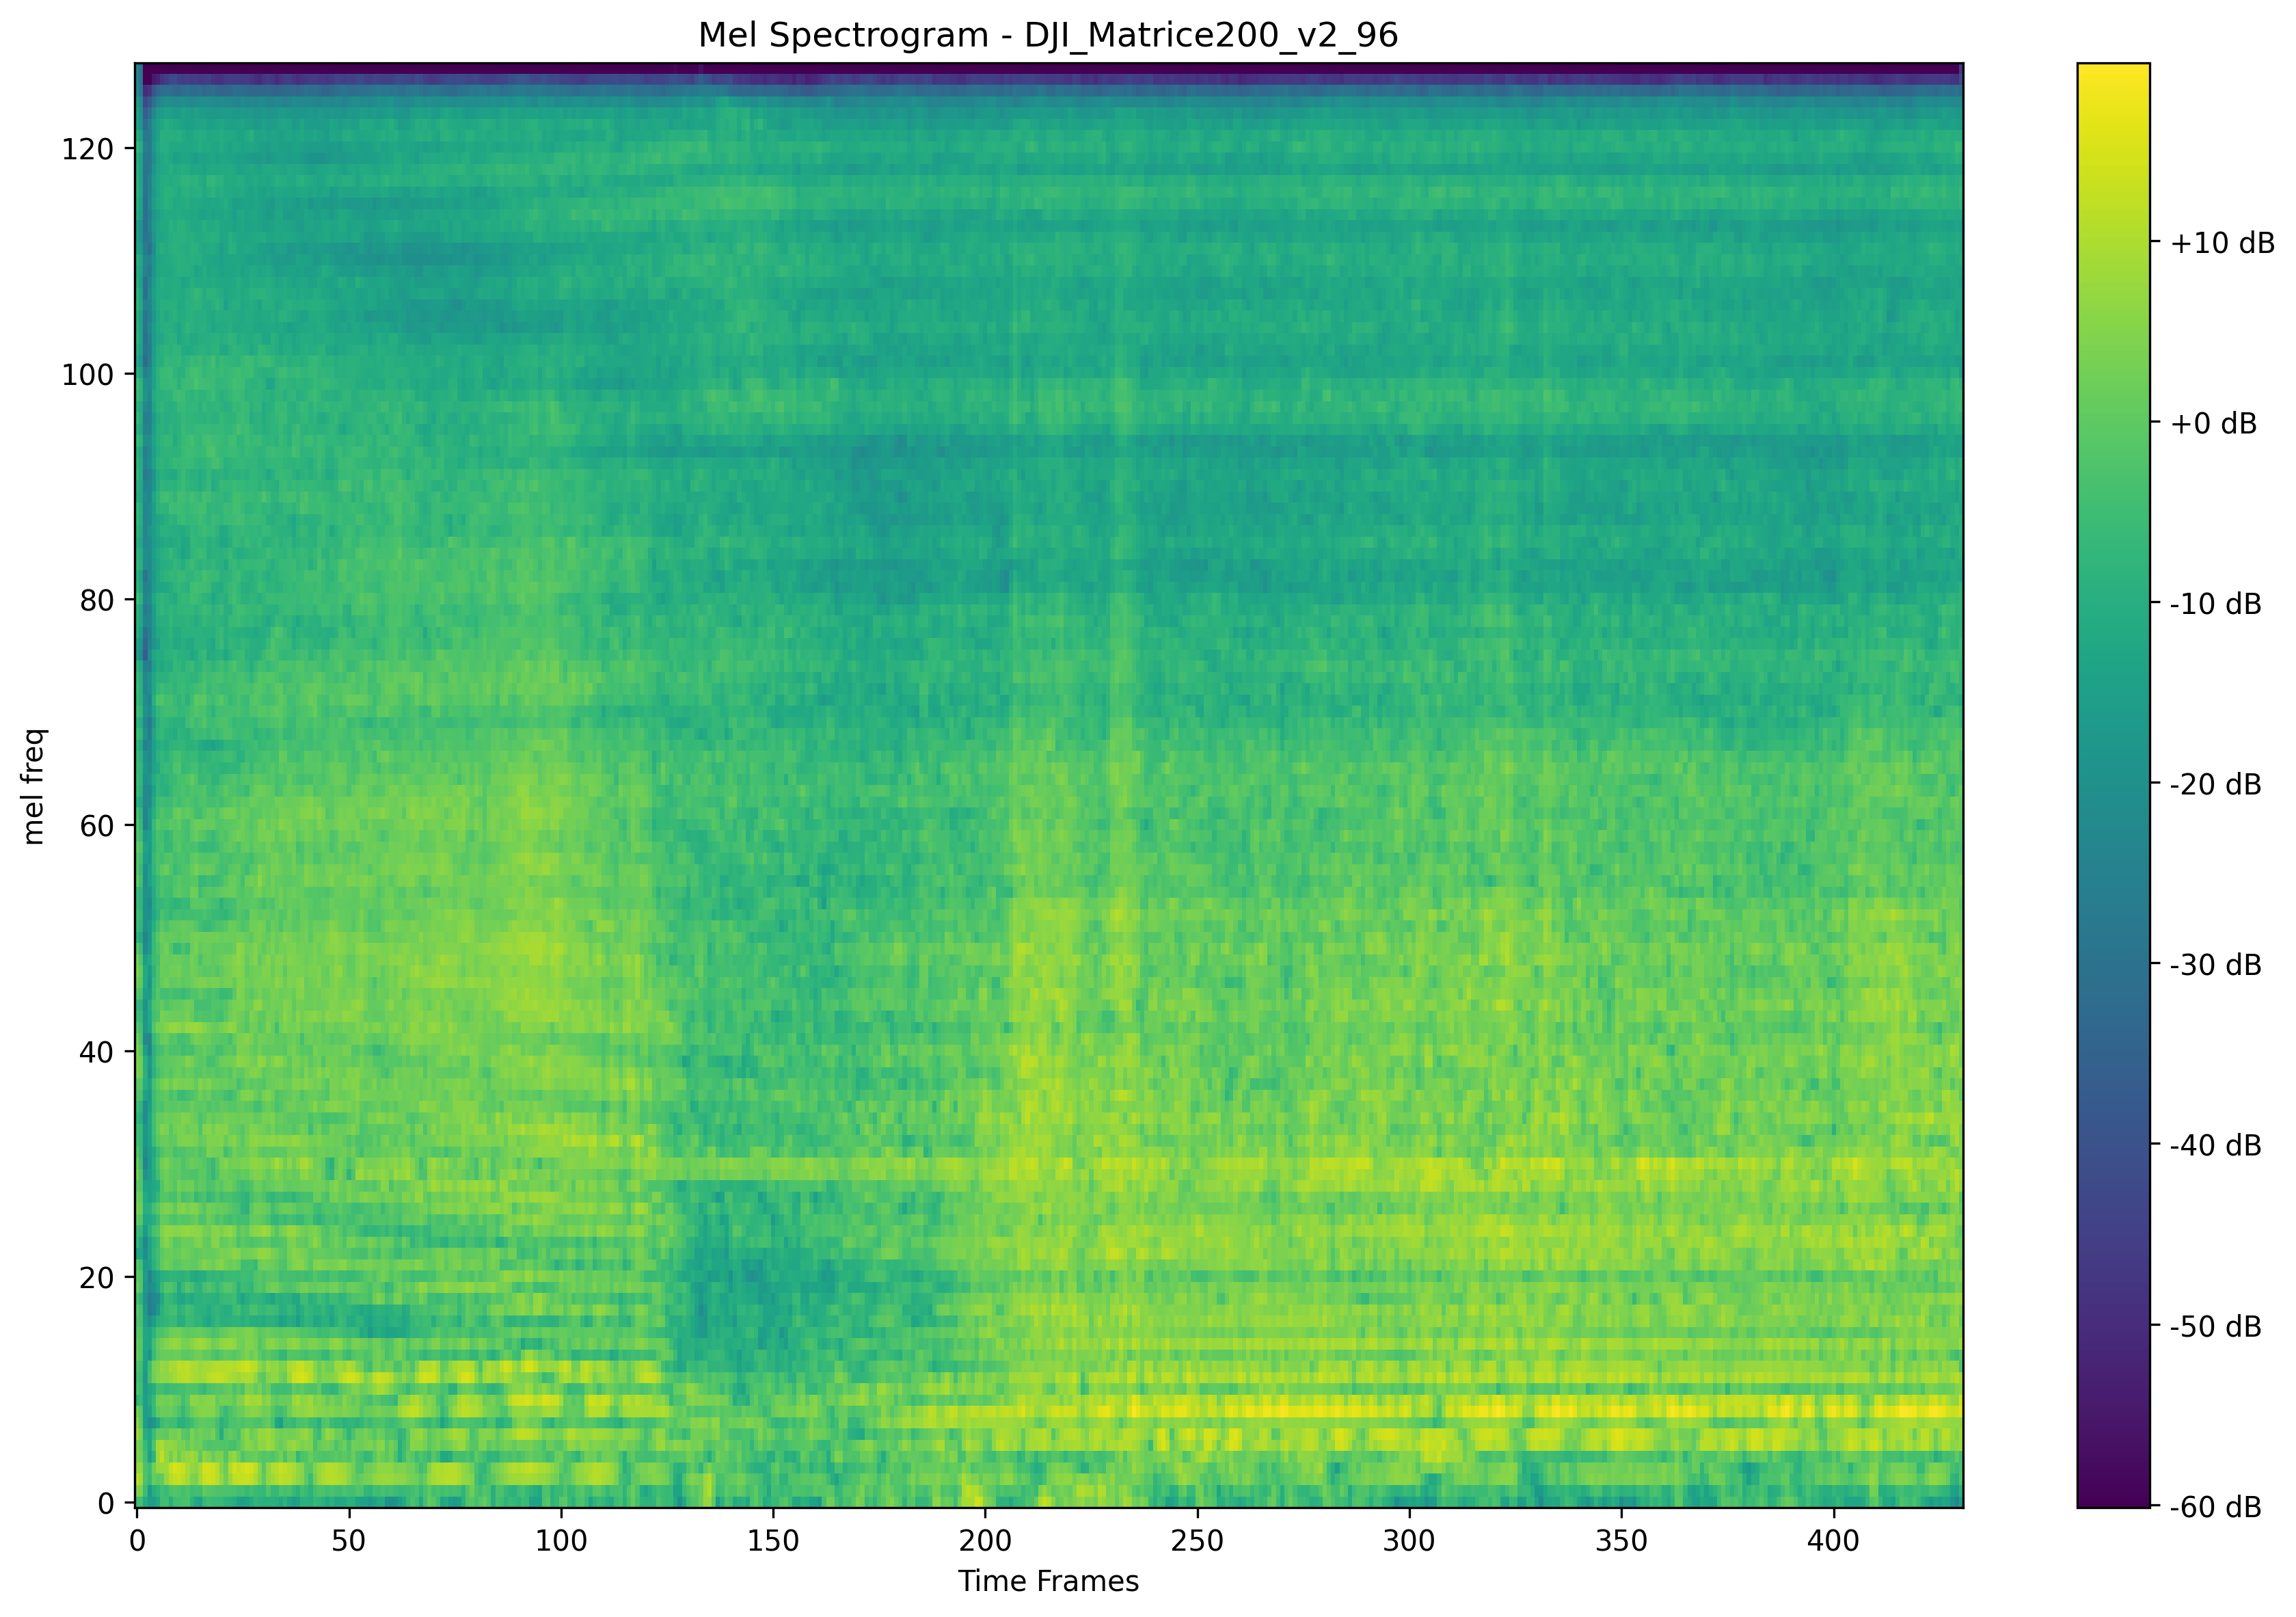 Mel Spectrogram - DJI_Matrice200_v2_96
120
100
80
60
40
20
0
mel freq
0 50 100 150 200 250 300 350 400
Time Frames
+10 dB
+0 dB
-10 dB
-20 dB
-30 dB
-40 dB
-50 dB
-60 dB